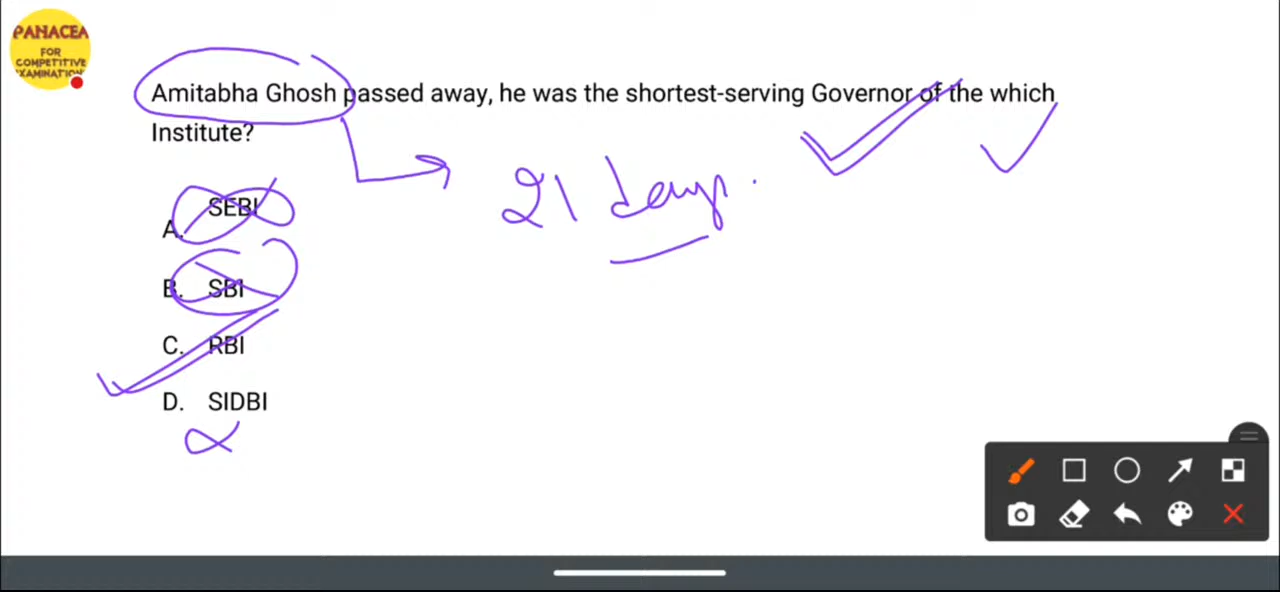 PANACEA
FOR
COMPETITIVE
EXAMINATION
Amitabha Ghosh passed away, he was the shortest-serving Governor of the which
Institute?
21 days.
A. SEBI
B. SBI
C. RBI
D. SIDBI